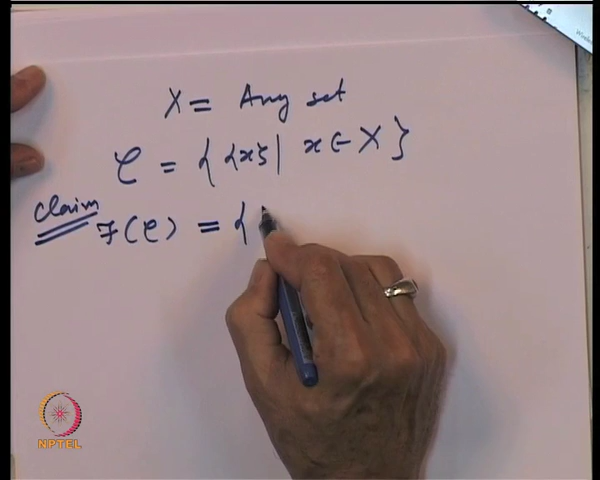 X = Any set
C = { {x} | x ∈ X }
Claim F(C) = {
NPTEL